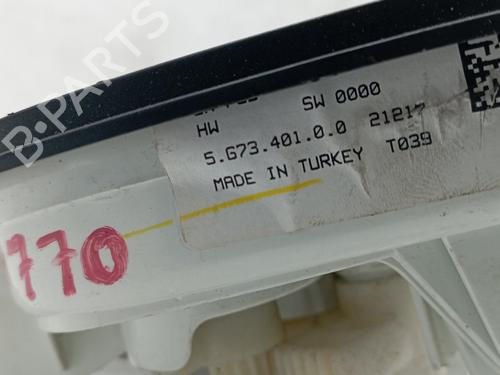 SW 0000
HW
5.673.401.0.0 21217
MADE IN TURKEY T039
770
B-PARTS